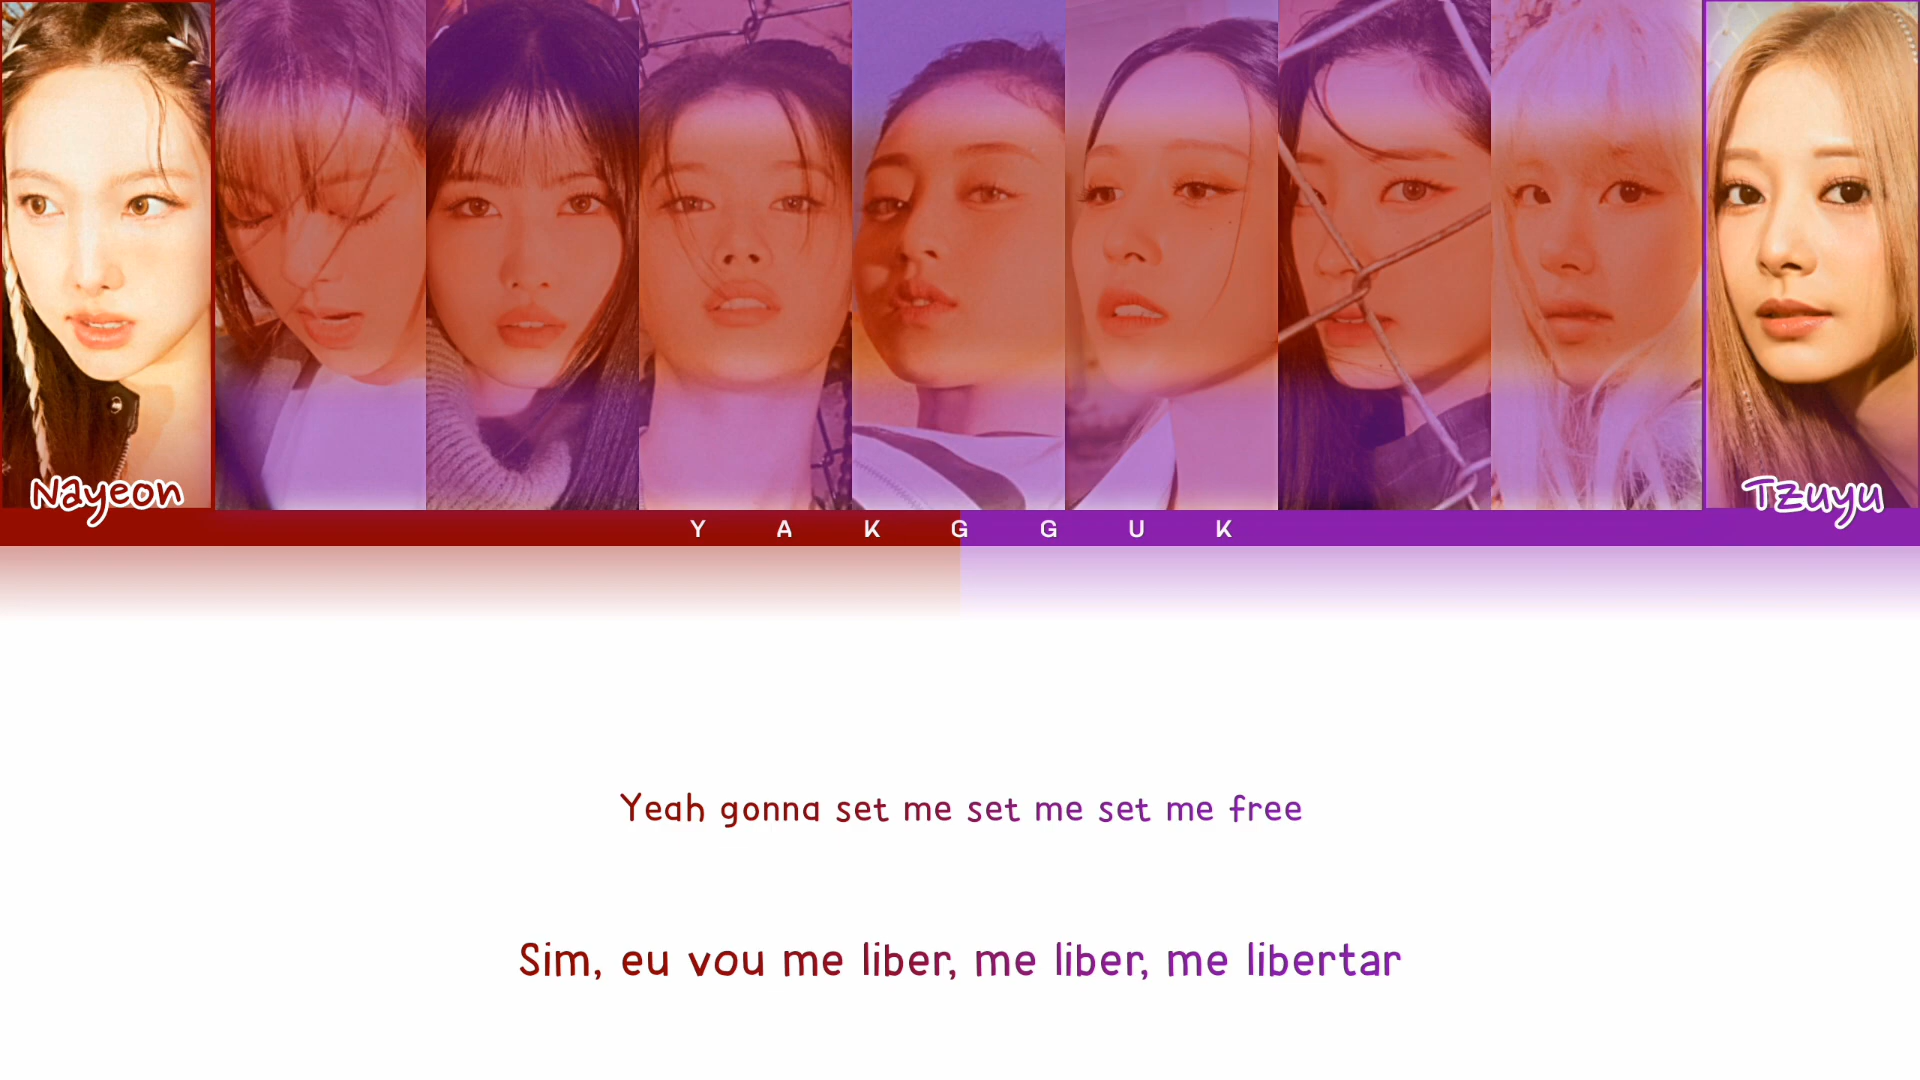 Nayeon
Tzuyu
YAKGGUK
Yeah gonna set me set me set me free
Sim, eu vou me liber, me liber, me libertar